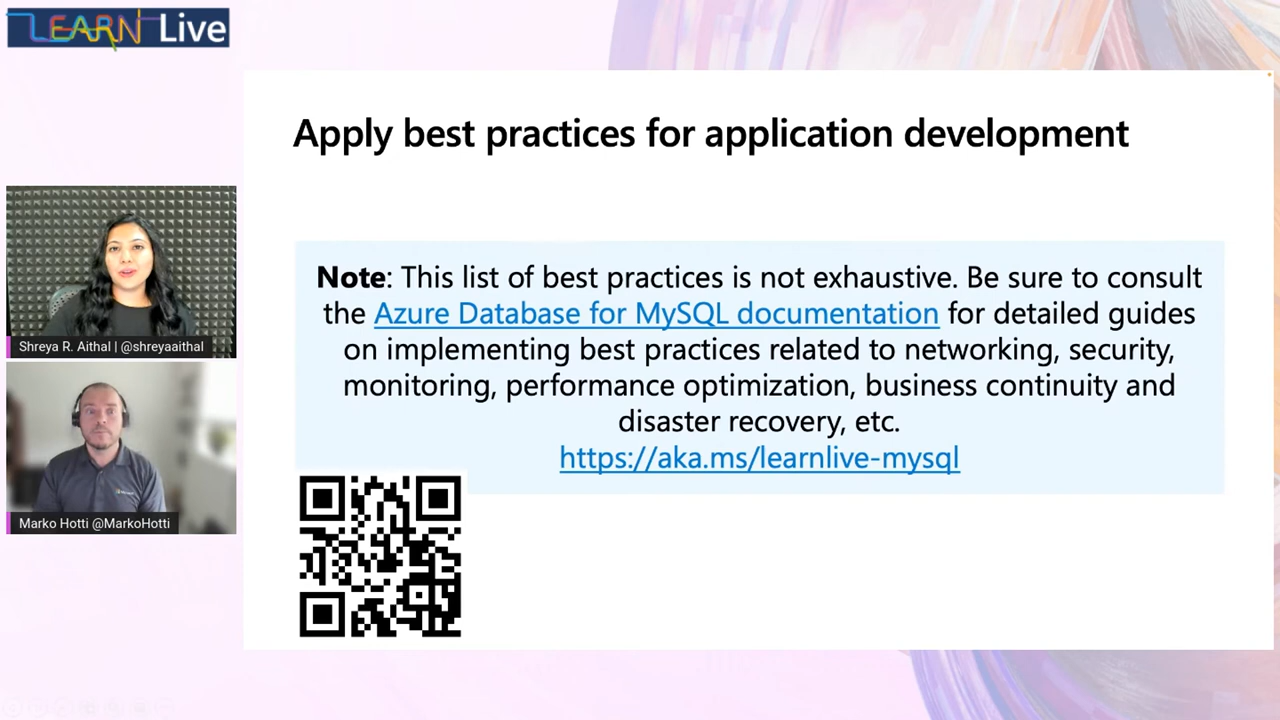 LEARN Live
Apply best practices for application development
Note: This list of best practices is not exhaustive. Be sure to consult
the Azure Database for MySQL documentation for detailed guides
on implementing best practices related to networking, security,
monitoring, performance optimization, business continuity and
disaster recovery, etc.
https://aka.ms/learnlive-mysql
Shreya R. Aithal | @shreyaaithal
Marko Hotti @MarkoHotti